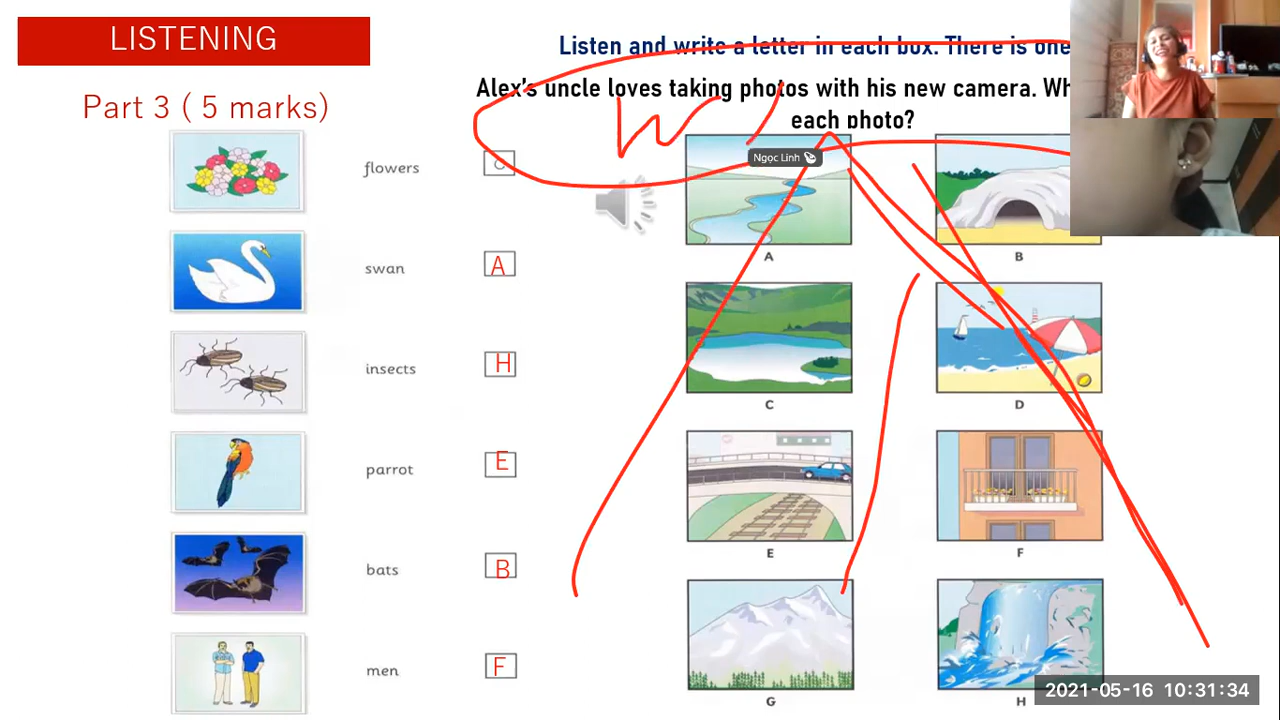 LISTENING
Part 3 ( 5 marks)
Listen and write a letter in each box. There is one
Alex's uncle loves taking photos with his new camera.
each photo?
Ngọc Linh
flowers
swan A
insects H
parrot E
bats B
men F
A
B
C
D
E
F
G
H
2021-05-16 10:31:34